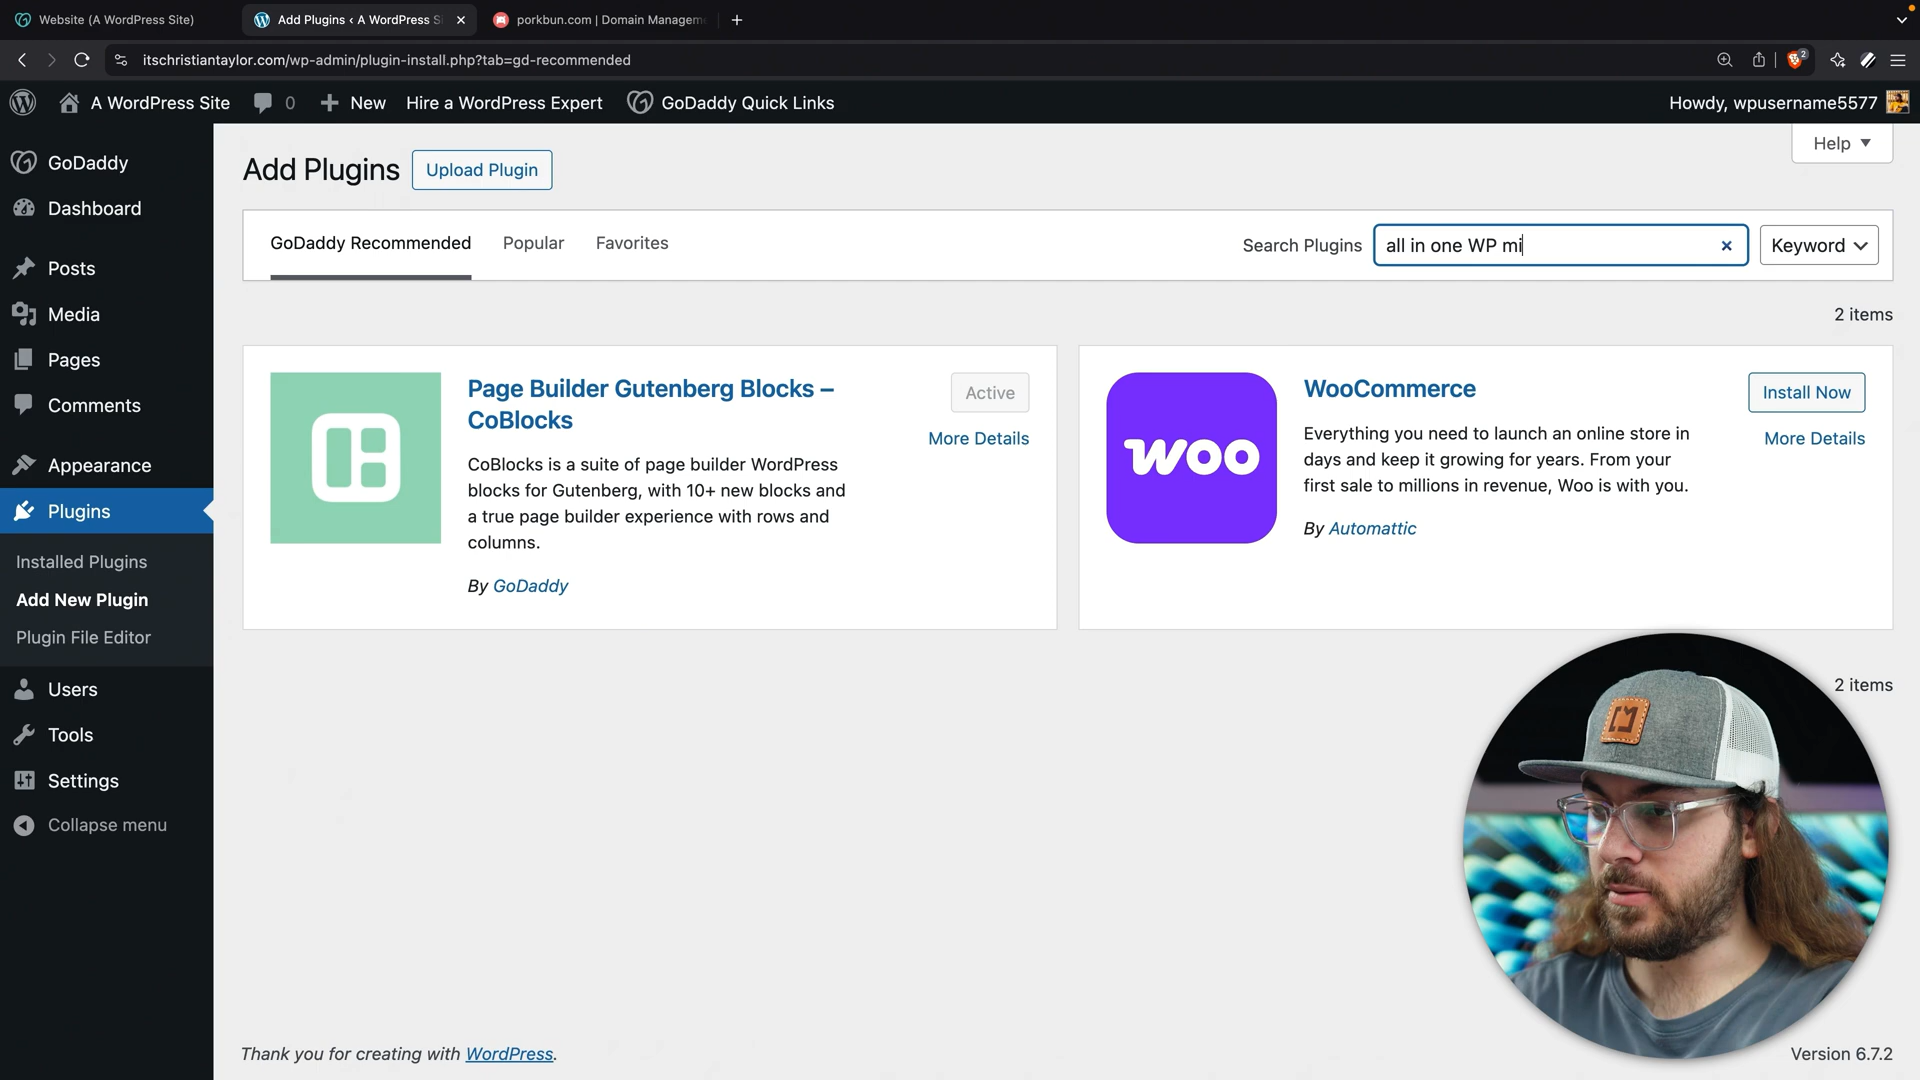 Website (A WordPress Site)
Add Plugins ‹ A WordPress S
porkbun.com | Domain Managem
itschristiantaylor.com/wp-admin/plugin-install.php?tab=gd-recommended
2
A WordPress Site
0
New
Hire a WordPress Expert
GoDaddy Quick Links
Howdy, wpusername5577
GoDaddy
Dashboard
Posts
Media
Pages
Comments
Appearance
Plugins
Installed Plugins
Add New Plugin
Plugin File Editor
Users
Tools
Settings
Collapse menu
Help
Add Plugins
Upload Plugin
GoDaddy Recommended
Popular
Favorites
Search Plugins
all in one WP mi
Keyword
2 items
Page Builder Gutenberg Blocks –
CoBlocks
Active
More Details
CoBlocks is a suite of page builder WordPress
blocks for Gutenberg, with 10+ new blocks and
a true page builder experience with rows and
columns.
By GoDaddy
woo
WooCommerce
Install Now
More Details
Everything you need to launch an online store in
days and keep it growing for years. From your
first sale to millions in revenue, Woo is with you.
By Automattic
2 items
Thank you for creating with WordPress.
Version 6.7.2